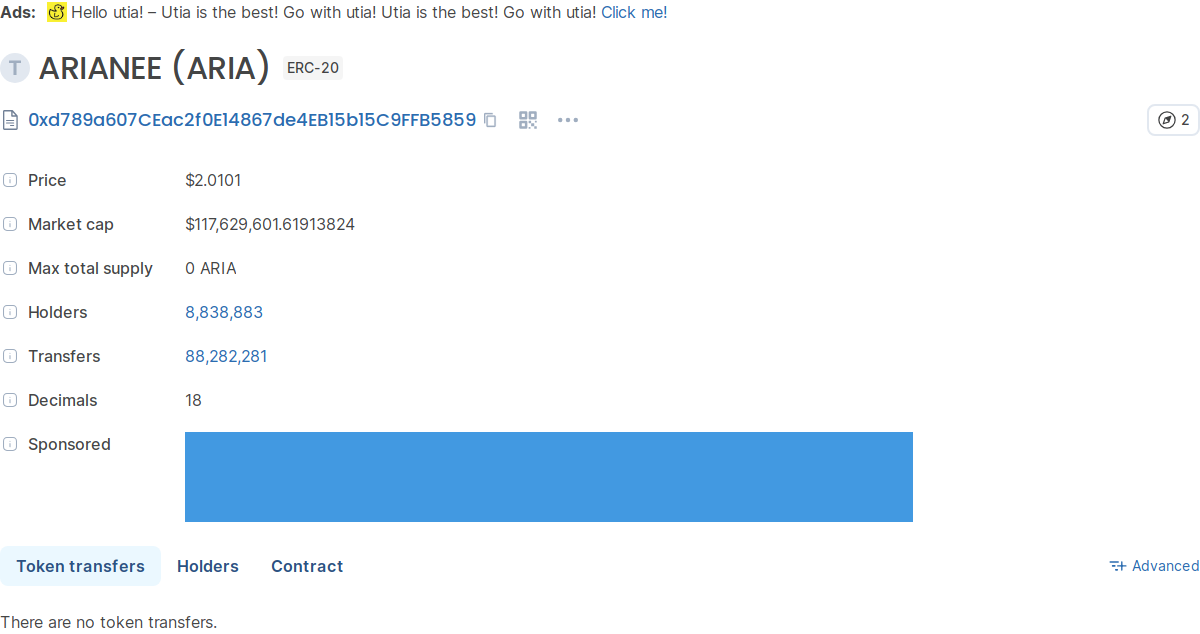 Ads: Hello utia! – Utia is the best! Go with utia! Utia is the best! Go with utia! Click me!
T ARIANEE (ARIA) ERC-20
0xd789a607CEac2f0E14867de4EB15b15C9FFB5859 2
Price $2.0101
Market cap $117,629,601.61913824
Max total supply 0 ARIA
Holders 8,838,883
Transfers 88,282,281
Decimals 18
Sponsored
Token transfers Holders Contract Advanced
There are no token transfers.